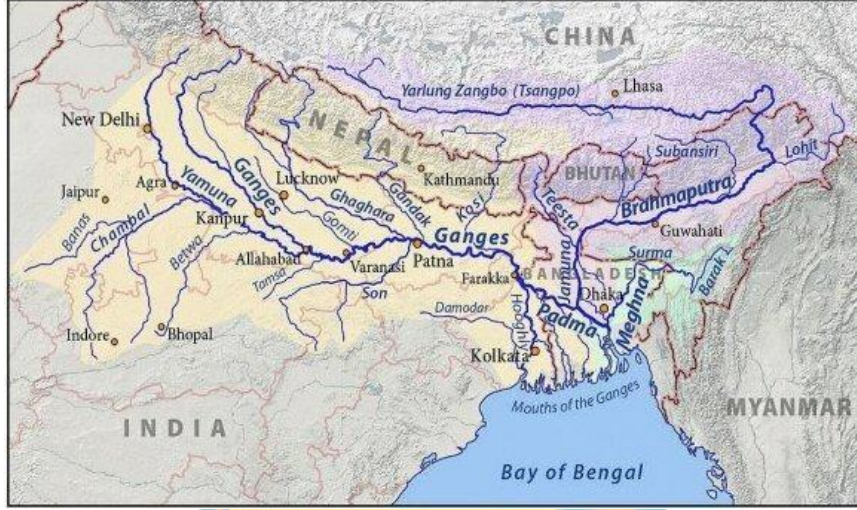 CHINA
Yarlung Zangbo (Tsangpo)
Lhasa
New Delhi
NEPAL
Ganges
Subansiri
Lohit
BHUTAN
Jaipur
Agra
Yamuna
Lucknow
Ghaghara
Gandak
Kathmandu
Kosi
Teesta
Brahmaputra
Banas
Chambal
Kanpur
Gomti
Ganges
Guwahati
Betwa
Allahabad
Varanasi
Patna
Jamuna
Surma
Barak
Tamsa
Son
Farakka
BANGLADESH
Dhaka
Meghna
Damodar
Hooghly
Padma
Indore
Bhopal
Kolkata
Mouths of the Ganges
INDIA
MYANMAR
Bay of Bengal